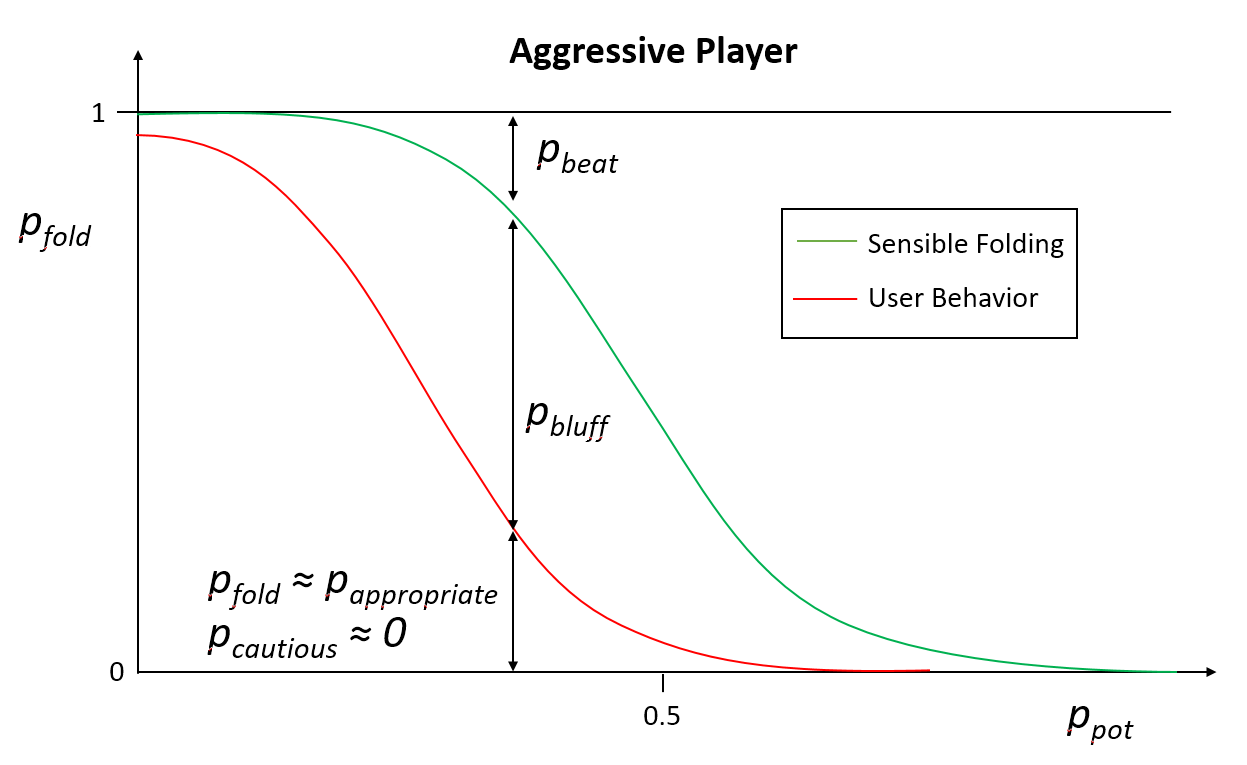 Aggressive Player
1
p_beat
p_fold
Sensible Folding
User Behavior
p_bluff
p_fold ≈ p_appropriate
p_cautious ≈ 0
0
0.5
p_pot